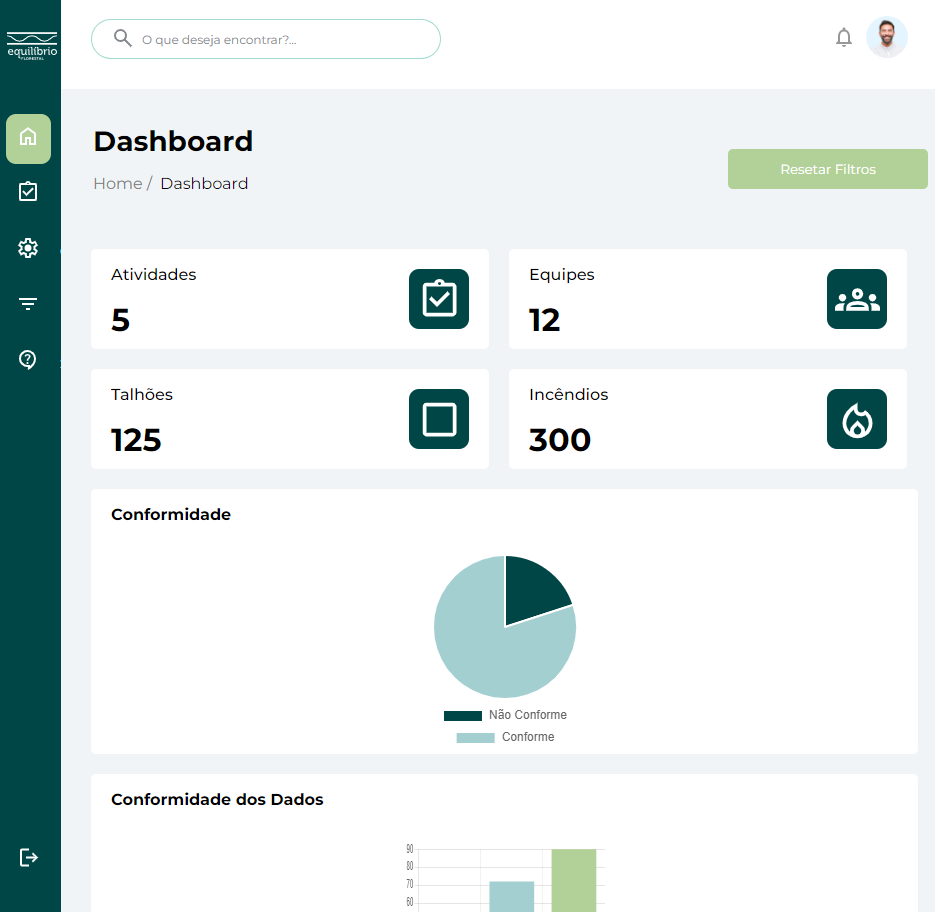 equilíbrio
FLORESTAL
O que deseja encontrar?...
Dashboard
Home / Dashboard
Resetar Filtros
Atividades
5
Equipes
12
Talhões
125
Incêndios
300
Conformidade
Não Conforme
Conforme
Conformidade dos Dados
90
80
70
60